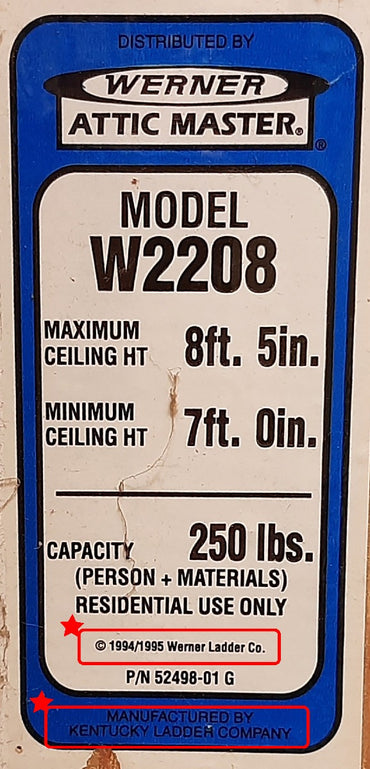 DISTRIBUTED BY
WERNER
ATTIC MASTER®
®
MODEL
W2208
MAXIMUM
CEILING HT 8ft. 5in.
MINIMUM
CEILING HT 7ft. 0in.
CAPACITY 250 lbs.
(PERSON + MATERIALS)
RESIDENTIAL USE ONLY
© 1994/1995 Werner Ladder Co.
P/N 52498-01 G
MANUFACTURED BY
KENTUCKY LADDER COMPANY